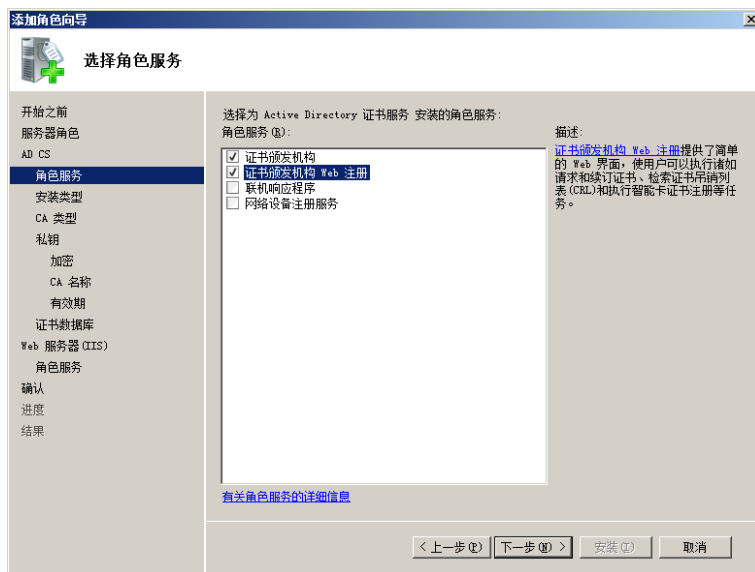 添加角色向导
选择角色服务
开始之前
服务器角色
AD CS
角色服务
安装类型
CA 类型
私钥
加密
CA 名称
有效期
证书数据库
Web 服务器(IIS)
角色服务
确认
进度
结果
选择为 Active Directory 证书服务 安装的角色服务:
角色服务(R):
证书颁发机构
证书颁发机构 Web 注册
联机响应程序
网络设备注册服务
有关角色服务的详细信息
描述:
证书颁发机构 Web 注册提供了简单
的 Web 界面，使用户可以执行诸如
请求和续订证书、检索证书吊销列
表(CRL)和执行智能卡证书注册等任
务。
< 上一步(P)
下一步(N) >
安装(I)
取消